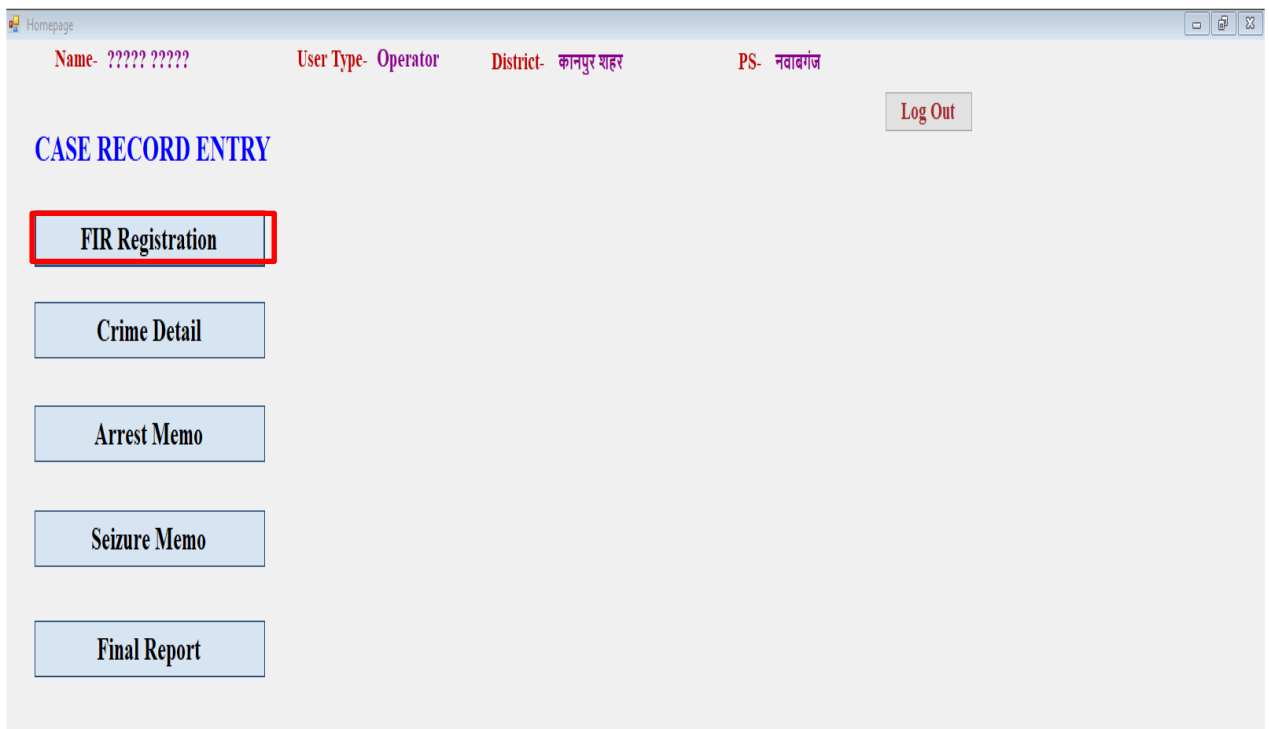 Homepage
Name- ????? ????? User Type- Operator District- कानपुर शहर PS- नवाबगंज
Log Out
CASE RECORD ENTRY
FIR Registration
Crime Detail
Arrest Memo
Seizure Memo
Final Report